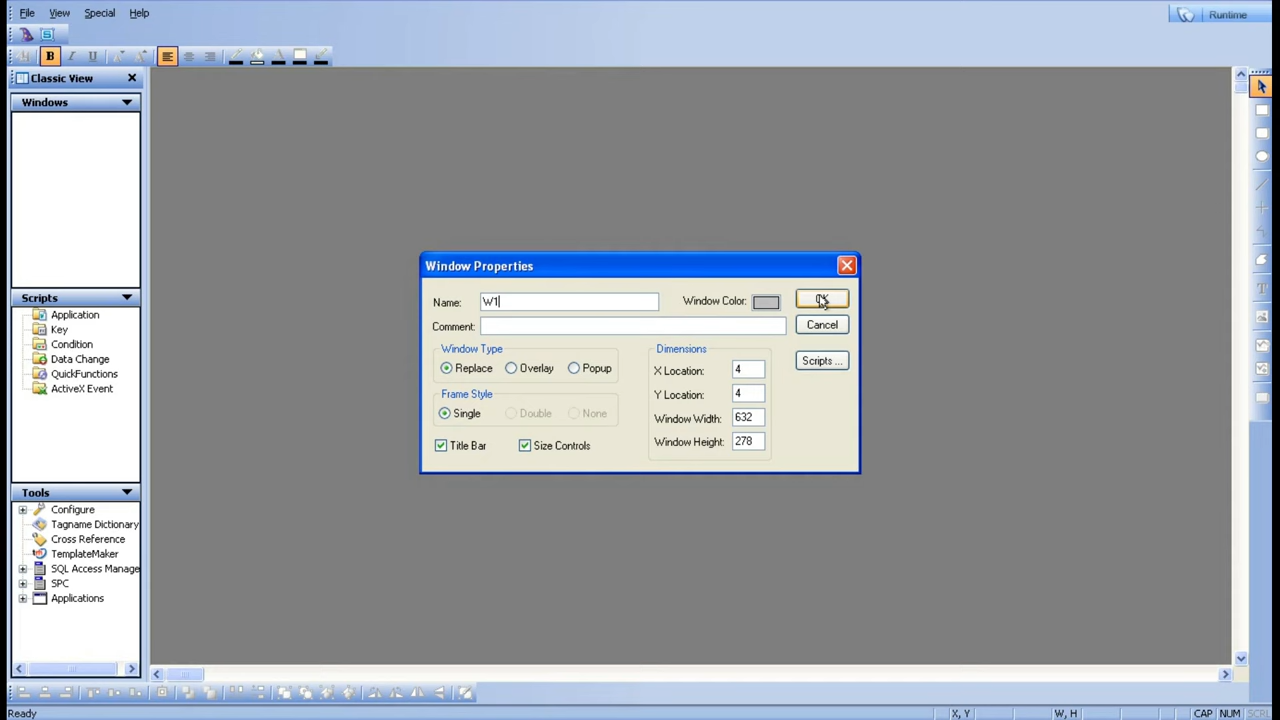 File View Special Help
Runtime
B I U
Classic View
Windows
Scripts
Application
Key
Condition
Data Change
QuickFunctions
ActiveX Event
Tools
Configure
Tagname Dictionary
Cross Reference
TemplateMaker
SQL Access Manage
SPC
Applications
Window Properties
Name: W1 Window Color: OK
Comment: Cancel
Window Type Dimensions
Replace Overlay Popup X Location: 4 Scripts ...
Frame Style Y Location: 4
Single Double None Window Width: 632
Title Bar Size Controls Window Height: 278
Ready X, Y W, H CAP NUM SCRL